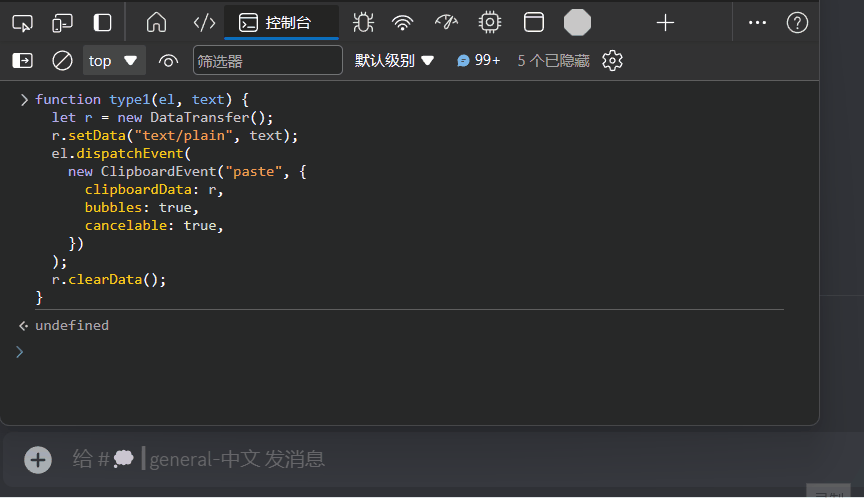 控制台
top
筛选器
默认级别
99+
5 个已隐藏
function type1(el, text) {
let r = new DataTransfer();
r.setData("text/plain", text);
el.dispatchEvent(
new ClipboardEvent("paste", {
clipboardData: r,
bubbles: true,
cancelable: true,
})
);
r.clearData();
}
undefined
给 #💭┃general-中文 发消息